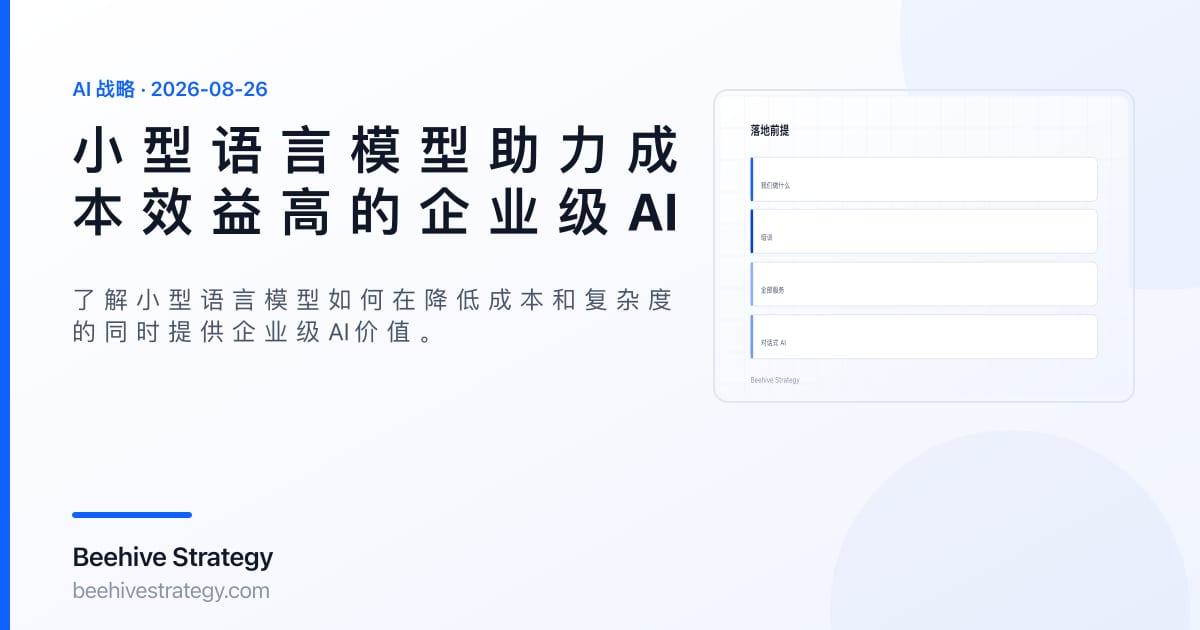 AI 战略 · 2026-08-26
小型语言模型助力成
本效益高的企业级 AI
了解小型语言模型如何在降低成本和复杂度
的同时提供企业级 AI 价值。
Beehive Strategy
beehivestrategy.com
落地前提
我们做什么
培训
全部服务
对话式 AI
Beehive Strategy